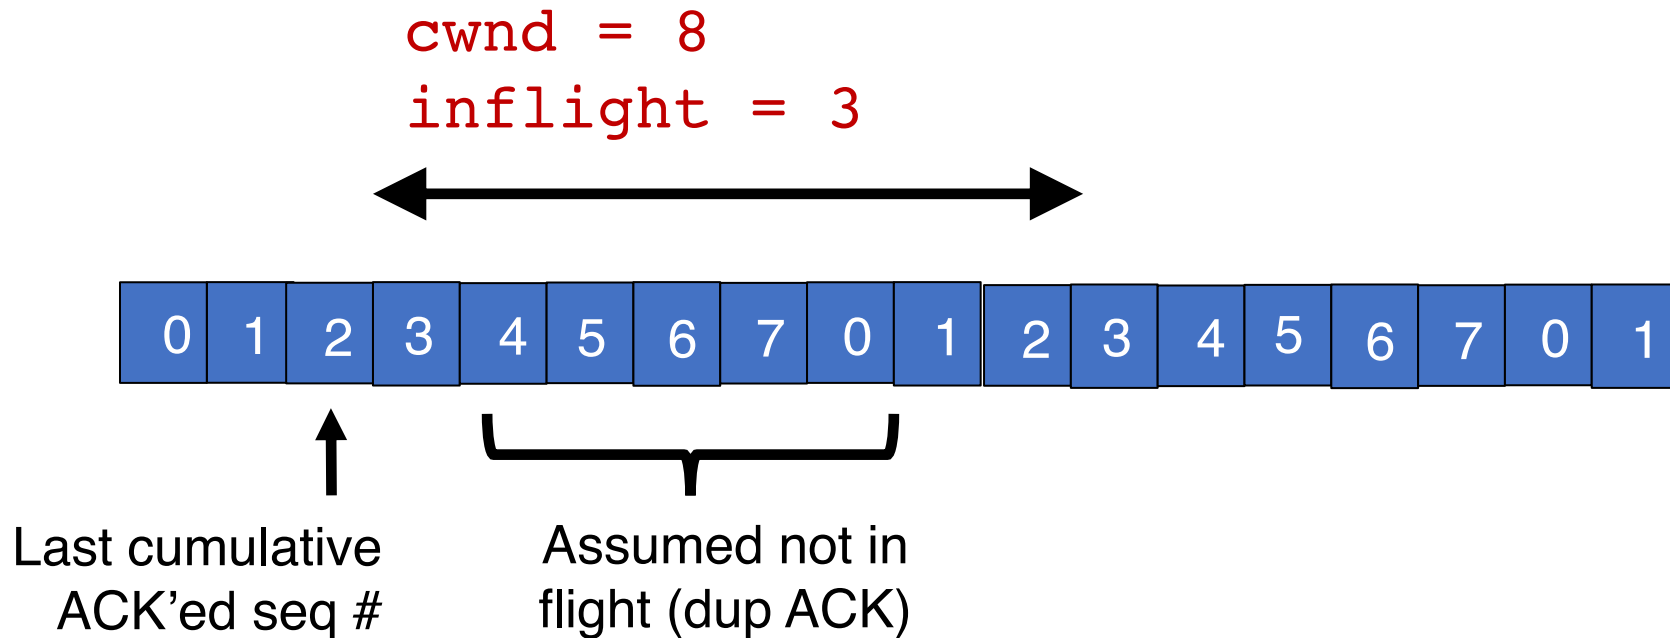 cwnd = 8
inflight = 3
0 1 2 3 4 5 6 7 0 1 2 3 4 5 6 7 0 1
Last cumulative
ACK’ed seq #
Assumed not in
flight (dup ACK)